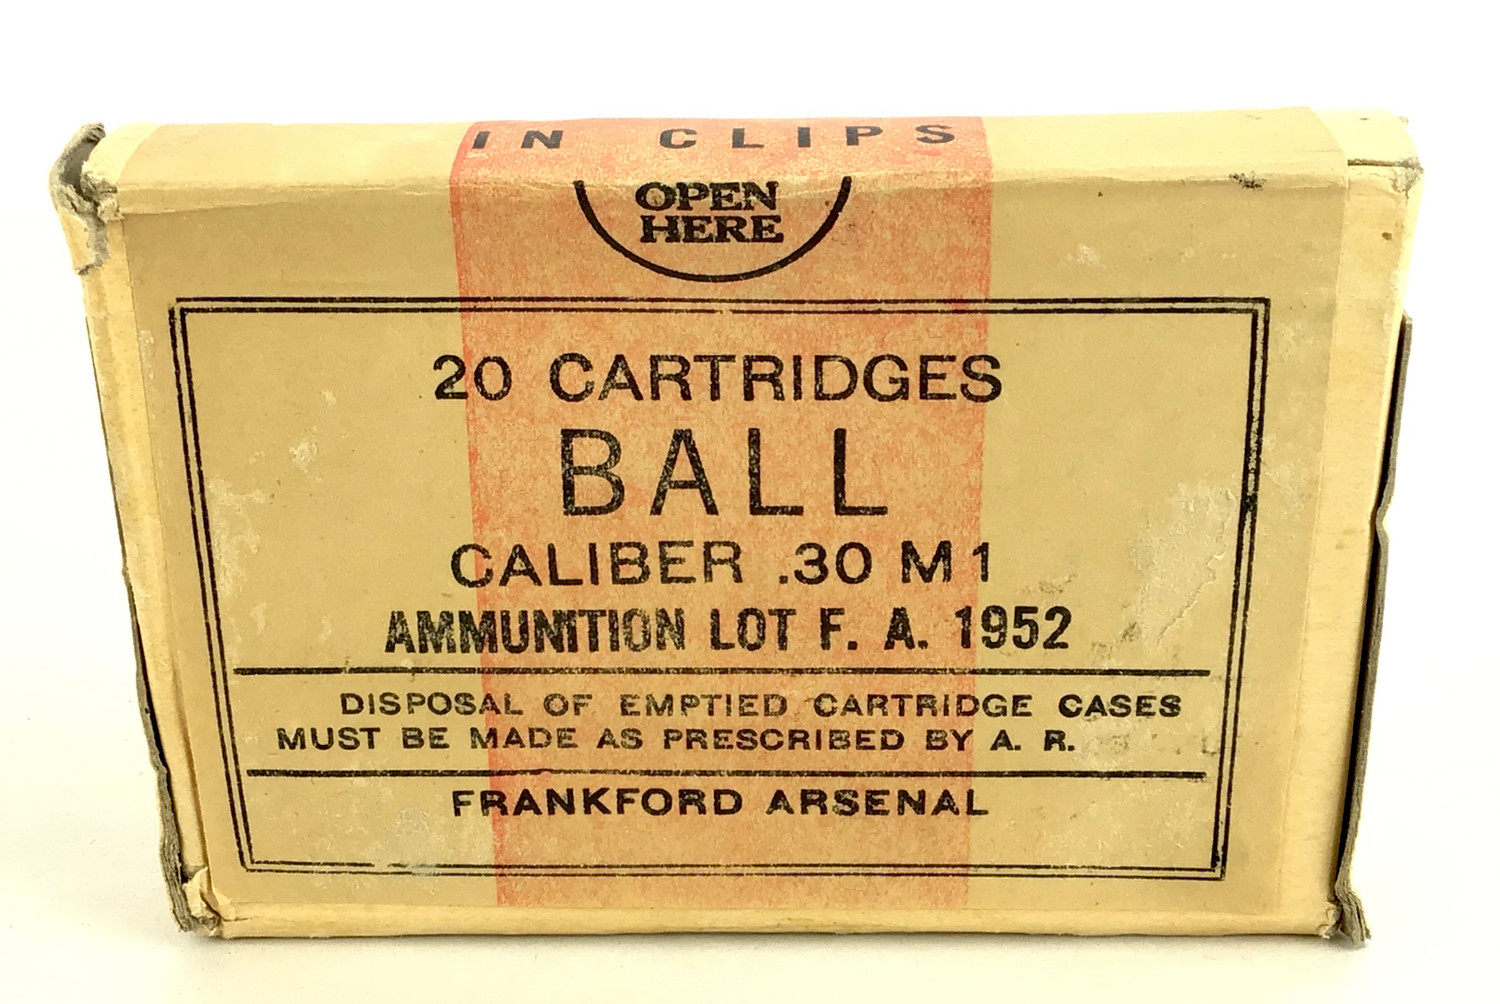 IN CLIPS
OPEN
HERE
20 CARTRIDGES
BALL
CALIBER .30 M1
AMMUNITION LOT F. A. 1952
DISPOSAL OF EMPTIED CARTRIDGE CASES
MUST BE MADE AS PRESCRIBED BY A. R.
FRANKFORD ARSENAL